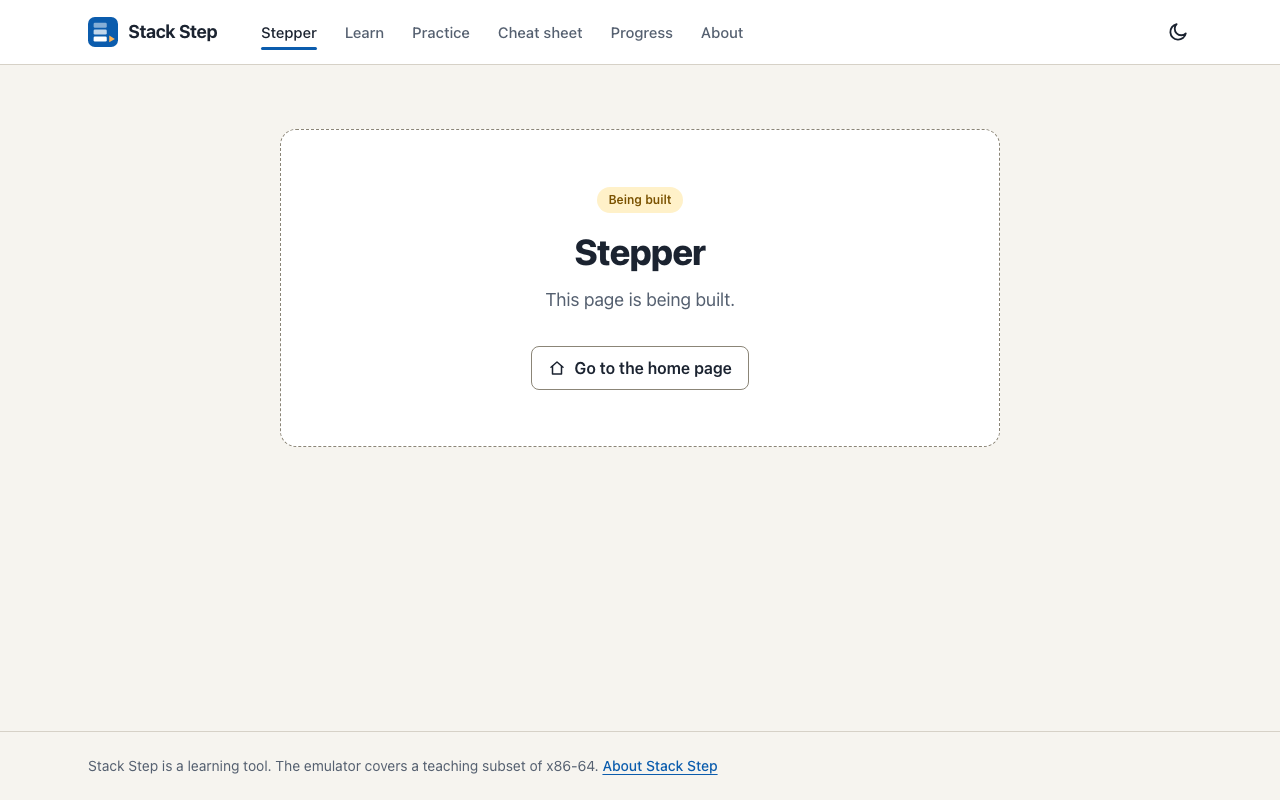 Stack Step
Stepper
Learn
Practice
Cheat sheet
Progress
About
Being built
Stepper
This page is being built.
Go to the home page
Stack Step is a learning tool. The emulator covers a teaching subset of x86-64. About Stack Step